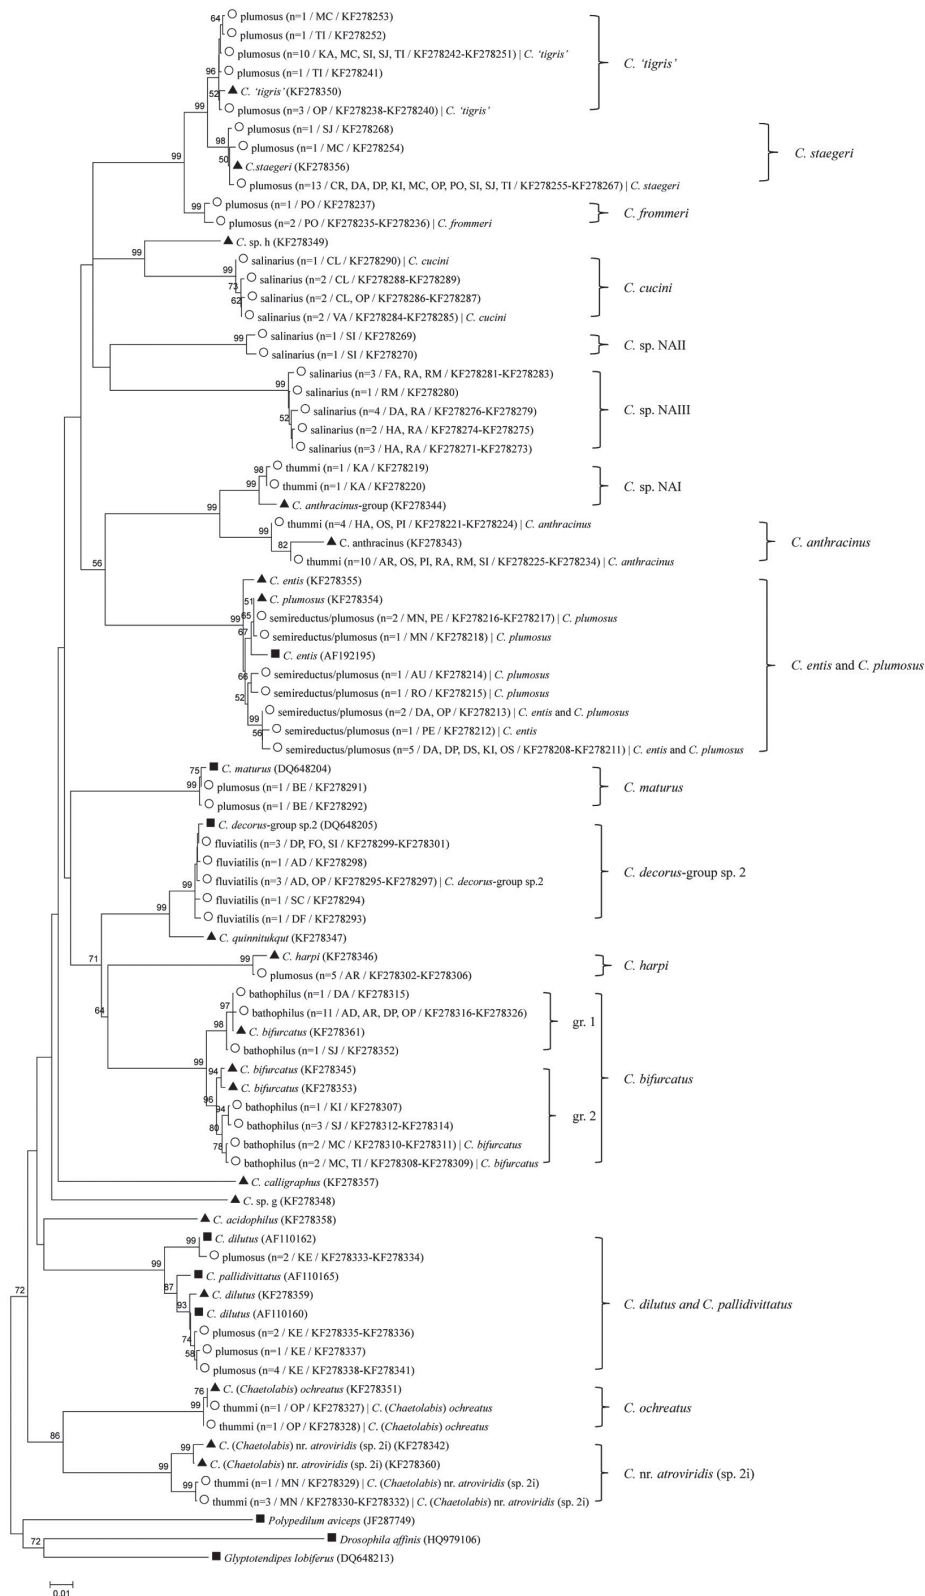 64
plumosus (n=1 / MC / KF278253)
plumosus (n=1 / TI / KF278252)
plumosus (n=10 / KA, MC, SI, SJ, TI / KF278242-KF278251) | C. ‘tigris’
C. ‘tigris’
96
plumosus (n=1 / TI / KF278241)
52
C. ‘tigris’ (KF278350)
99
plumosus (n=3 / OP / KF278238-KF278240) | C. ‘tigris’
plumosus (n=1 / SJ / KF278268)
98
plumosus (n=1 / MC / KF278254)
C. staegeri
99
50
C.staegeri (KF278356)
plumosus (n=13 / CR, DA, DP, KI, MC, OP, PO, SI, SJ, TI / KF278255-KF278267) | C. staegeri
99
plumosus (n=1 / PO / KF278237)
C. frommeri
plumosus (n=2 / PO / KF278235-KF278236) | C. frommeri
C. sp. h (KF278349)
99
99
salinarius (n=1 / CL / KF278290) | C. cucini
73
salinarius (n=2 / CL / KF278288-KF278289)
C. cucini
62
salinarius (n=2 / CL, OP / KF278286-KF278287)
salinarius (n=2 / VA / KF278284-KF278285) | C. cucini
99
salinarius (n=1 / SI / KF278269)
C. sp. NAII
salinarius (n=1 / SI / KF278270)
salinarius (n=3 / FA, RA, RM / KF278281-KF278283)
99
salinarius (n=1 / RM / KF278280)
52
salinarius (n=4 / DA, RA / KF278276-KF278279)
C. sp. NAIII
salinarius (n=2 / HA, RA / KF278274-KF278275)
salinarius (n=3 / HA, RA / KF278271-KF278273)
98
thummi (n=1 / KA / KF278219)
99
thummi (n=1 / KA / KF278220)
C. sp. NAI
C. anthracinus-group (KF278344)
99
99
thummi (n=4 / HA, OS, PI / KF278221-KF278224) | C. anthracinus
82
C. anthracinus (KF278343)
C. anthracinus
thummi (n=10 / AR, OS, PI, RA, RM, SI / KF278225-KF278234) | C. anthracinus
56
C. entis (KF278355)
51
C. plumosus (KF278354)
99
65
semireductus/plumosus (n=2 / MN, PE / KF278216-KF278217) | C. plumosus
67
semireductus/plumosus (n=1 / MN / KF278218) | C. plumosus
C. entis (AF192195)
C. entis and C. plumosus
66
semireductus/plumosus (n=1 / AU / KF278214) | C. plumosus
52
semireductus/plumosus (n=1 / RO / KF278215) | C. plumosus
99
semireductus/plumosus (n=2 / DA, OP / KF278213) | C. entis and C. plumosus
56
semireductus/plumosus (n=1 / PE / KF278212) | C. entis
semireductus/plumosus (n=5 / DA, DP, DS, KI, OS / KF278208-KF278211) | C. entis and C. plumosus
75
C. maturus (DQ648204)
99
plumosus (n=1 / BE / KF278291)
C. maturus
plumosus (n=1 / BE / KF278292)
C. decorus-group sp.2 (DQ648205)
fluviatilis (n=3 / DP, FO, SI / KF278299-KF278301)
fluviatilis (n=1 / AD / KF278298)
99
fluviatilis (n=3 / AD, OP / KF278295-KF278297) | C. decorus-group sp.2
C. decorus-group sp. 2
99
fluviatilis (n=1 / SC / KF278294)
fluviatilis (n=1 / DF / KF278293)
C. quinnitukqut (KF278347)
71
99
C. harpi (KF278346)
C. harpi
plumosus (n=5 / AR / KF278302-KF278306)
64
bathophilus (n=1 / DA / KF278315)
97
bathophilus (n=11 / AD, AR, DP, OP / KF278316-KF278326)
gr. 1
98
C. bifurcatus (KF278361)
bathophilus (n=1 / SJ / KF278352)
99
94
C. bifurcatus (KF278345)
C. bifurcatus
C. bifurcatus (KF278353)
96
94
bathophilus (n=1 / KI / KF278307)
gr. 2
80
bathophilus (n=3 / SJ / KF278312-KF278314)
78
bathophilus (n=2 / MC / KF278310-KF278311) | C. bifurcatus
bathophilus (n=2 / MC, TI / KF278308-KF278309) | C. bifurcatus
C. calligraphus (KF278357)
C. sp. g (KF278348)
C. acidophilus (KF278358)
99
C. dilutus (AF110162)
99
plumosus (n=2 / KE / KF278333-KF278334)
87
C. pallidivittatus (AF110165)
72
93
C. dilutus (KF278359)
C. dilutus and C. pallidivittatus
C. dilutus (AF110160)
74
plumosus (n=2 / KE / KF278335-KF278336)
58
plumosus (n=1 / KE / KF278337)
plumosus (n=4 / KE / KF278338-KF278341)
76
C. (Chaetolabis) ochreatus (KF278351)
99
thummi (n=1 / OP / KF278327) | C. (Chaetolabis) ochreatus
C. ochreatus
thummi (n=1 / OP / KF278328) | C. (Chaetolabis) ochreatus
86
99
C. (Chaetolabis) nr. atroviridis (sp. 2i) (KF278342)
99
C. (Chaetolabis) nr. atroviridis (sp. 2i) (KF278360)
C. nr. atroviridis (sp. 2i)
99
thummi (n=1 / MN / KF278329) | C. (Chaetolabis) nr. atroviridis (sp. 2i)
thummi (n=3 / MN / KF278330-KF278332) | C. (Chaetolabis) nr. atroviridis (sp. 2i)
Polypedilum aviceps (JF287749)
72
Drosophila affinis (HQ979106)
Glyptotendipes lobiferus (DQ648213)
0.01